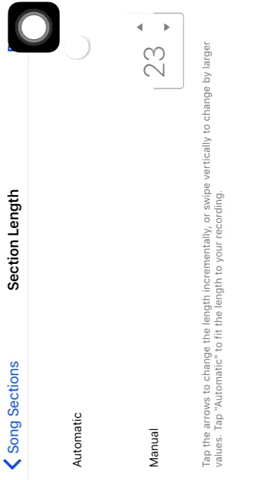 Song Sections
Section Length
Automatic
Manual
23
Tap the arrows to change the length incrementally, or swipe vertically to change by larger
values. Tap "Automatic" to fit the length to your recording.